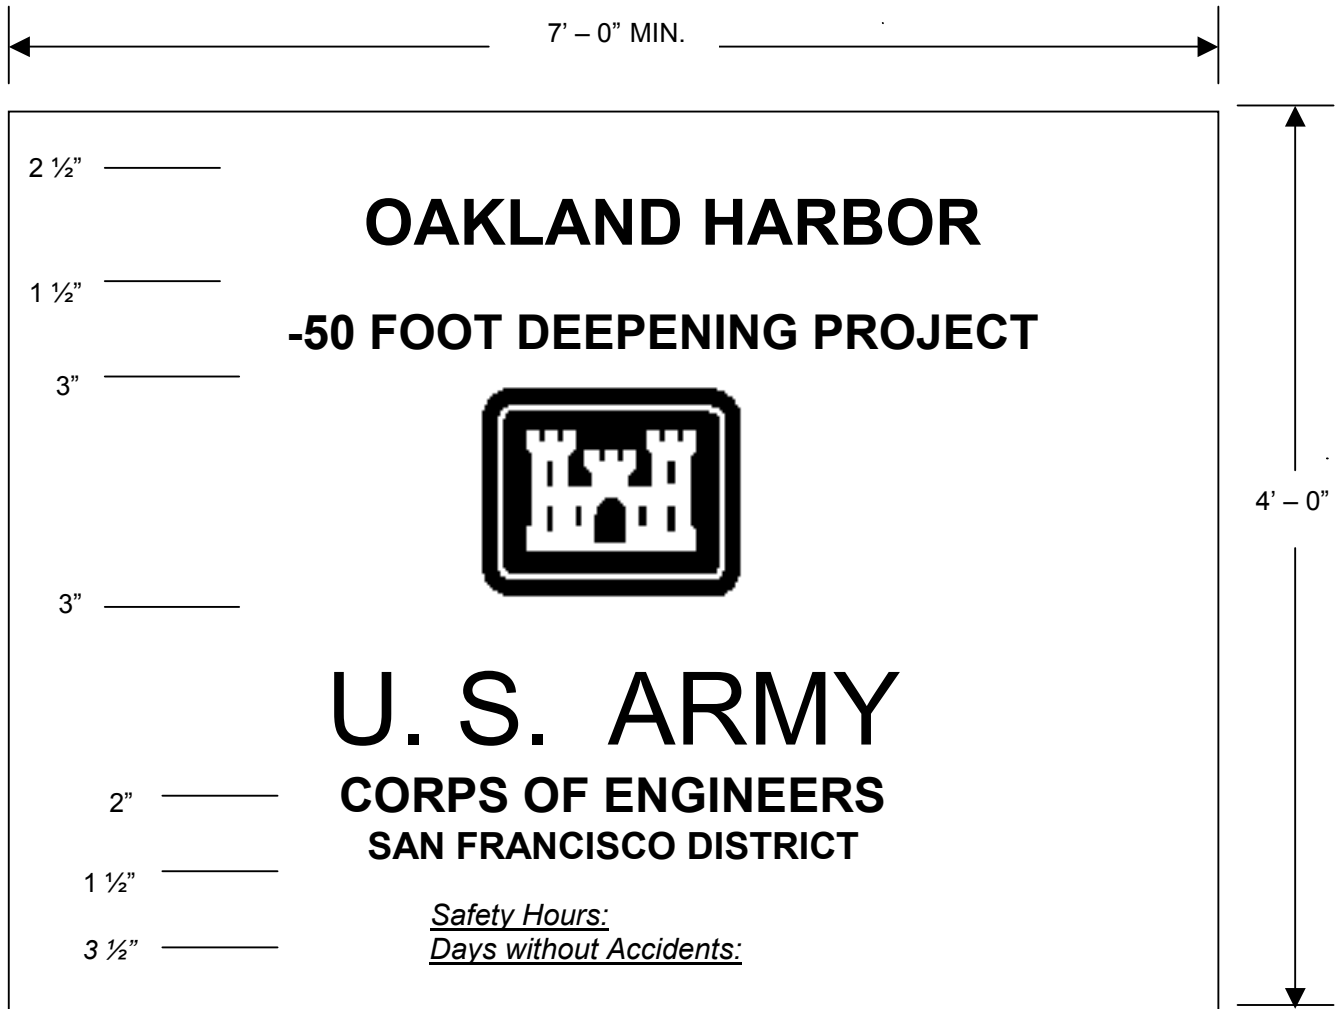 7’ – 0” MIN.
2 ½”
OAKLAND HARBOR
1 ½”
-50 FOOT DEEPENING PROJECT
3”
4’ – 0”
3”
U. S. ARMY
2”
CORPS OF ENGINEERS
SAN FRANCISCO DISTRICT
1 ½”
Safety Hours:
3 ½”
Days without Accidents: